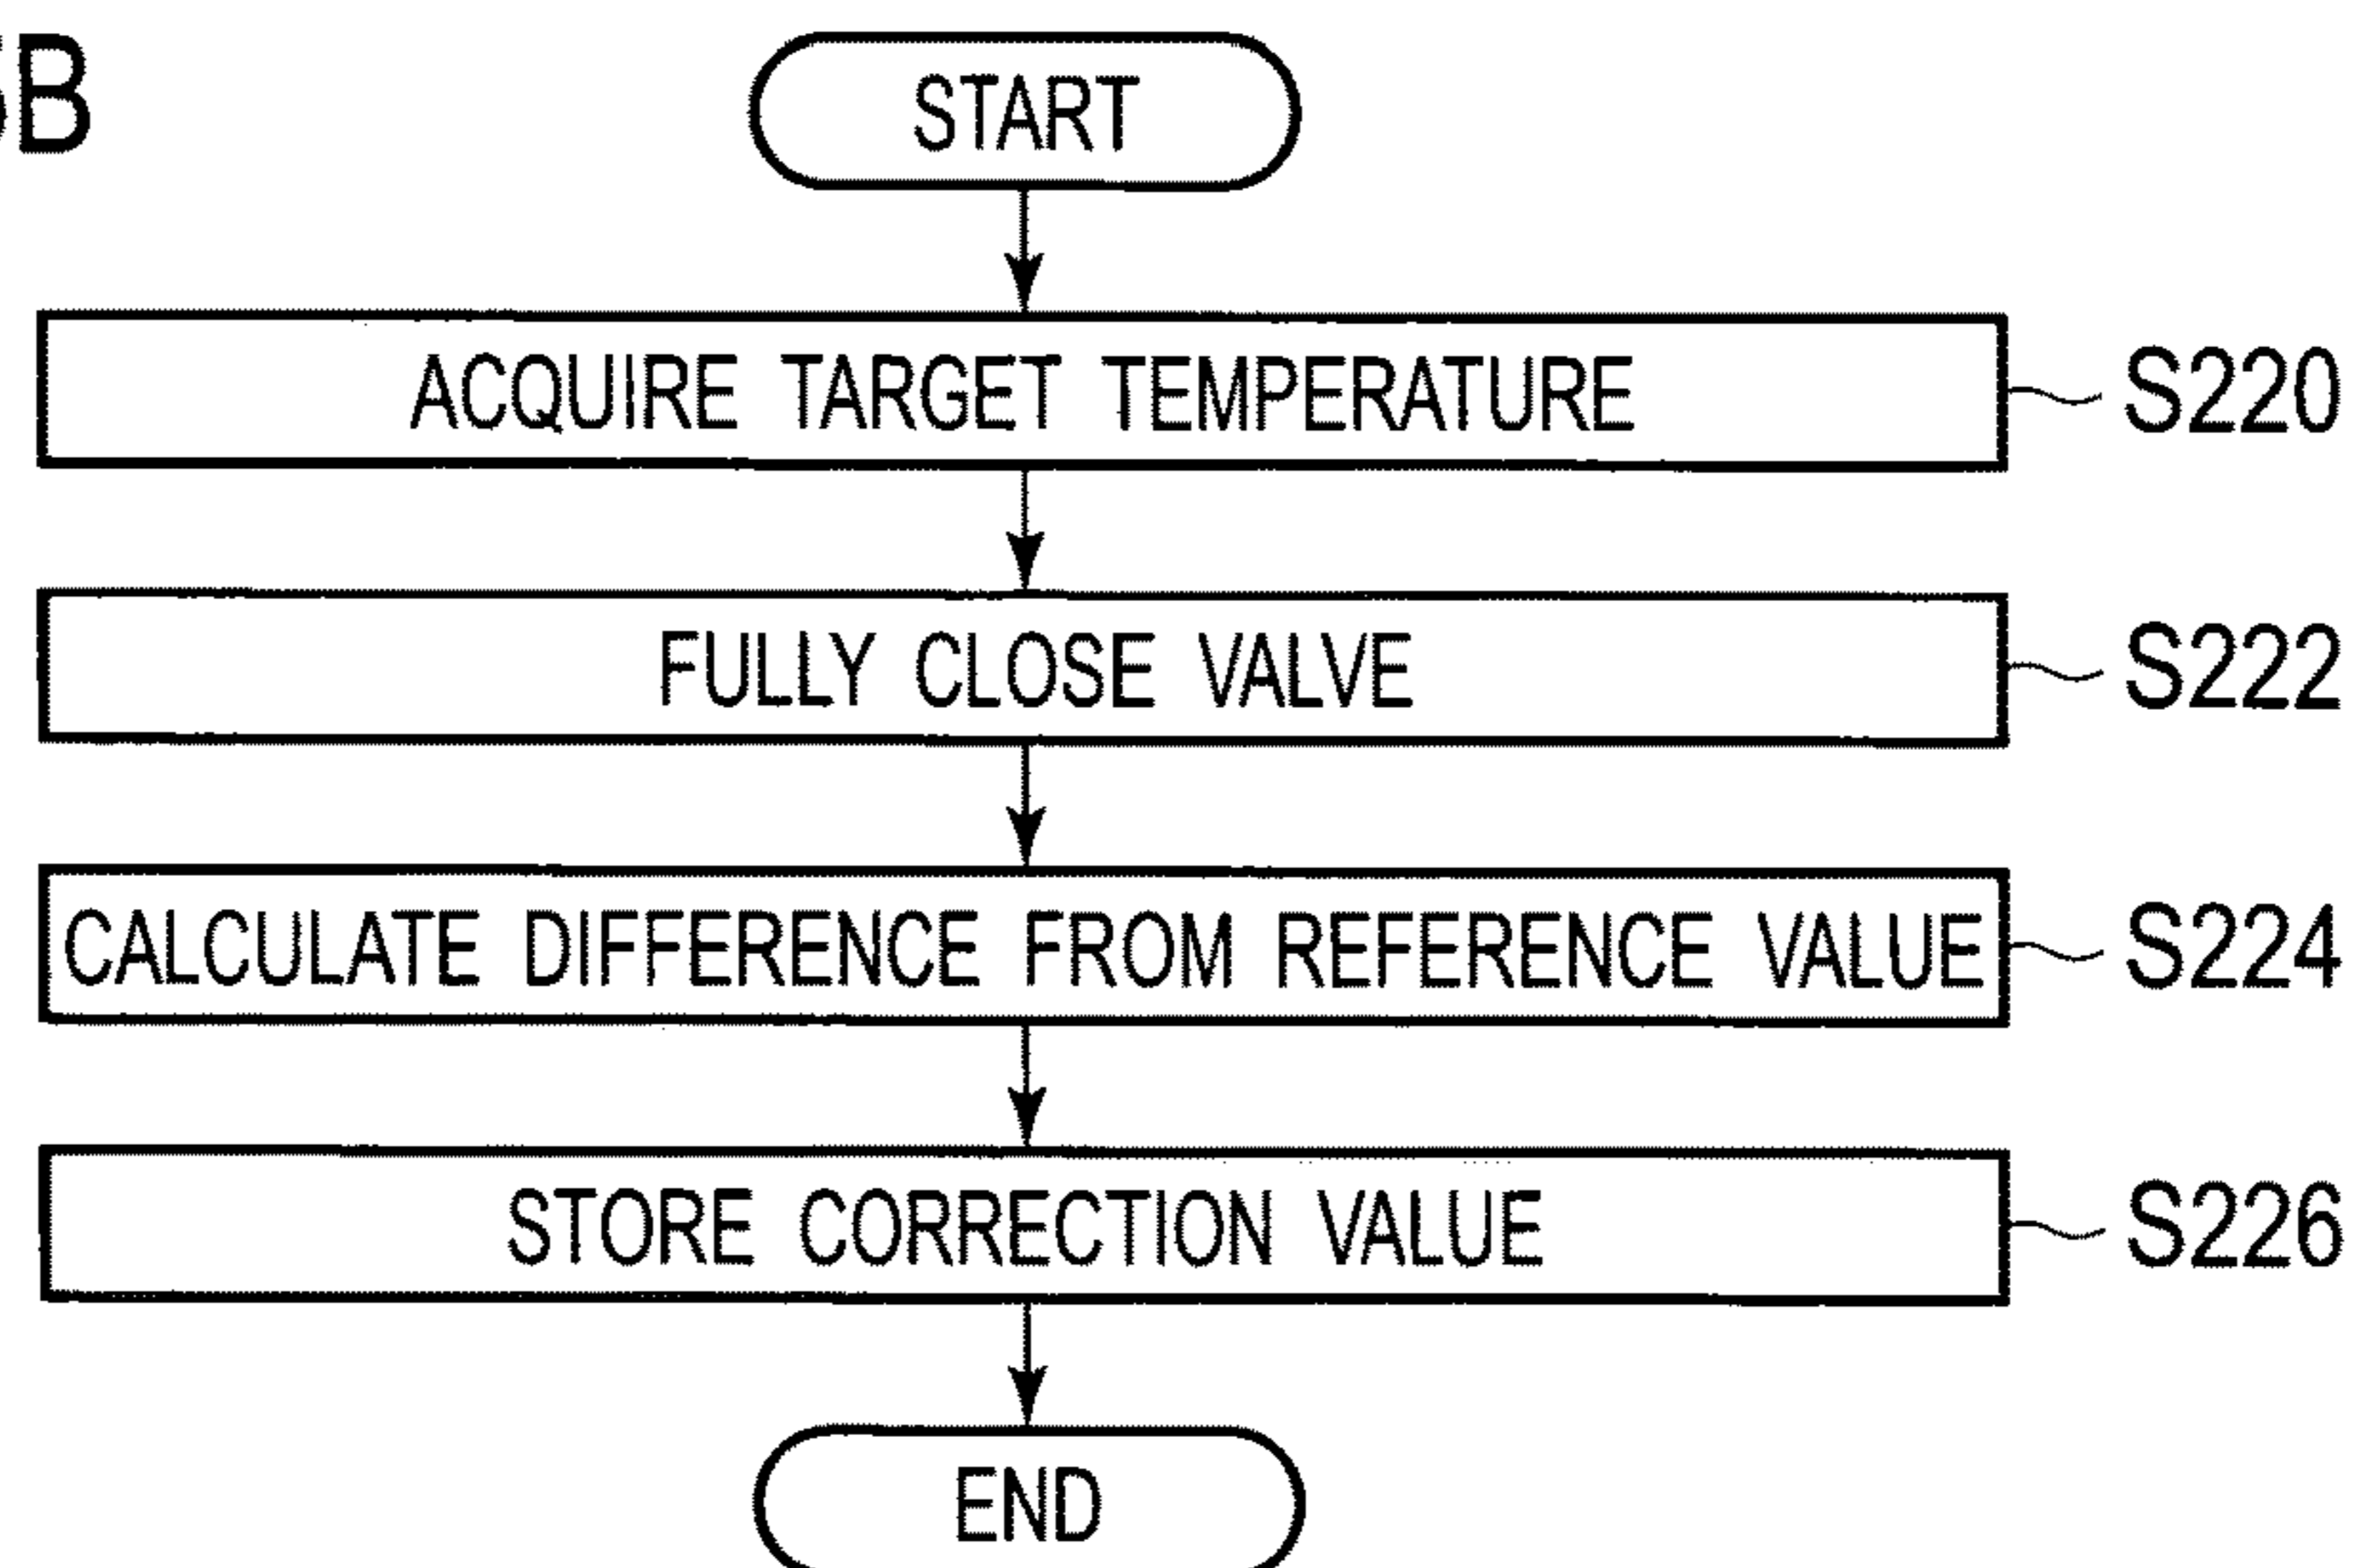 B
START
ACQUIRE TARGET TEMPERATURE S220
FULLY CLOSE VALVE S222
CALCULATE DIFFERENCE FROM REFERENCE VALUE S224
STORE CORRECTION VALUE S226
END